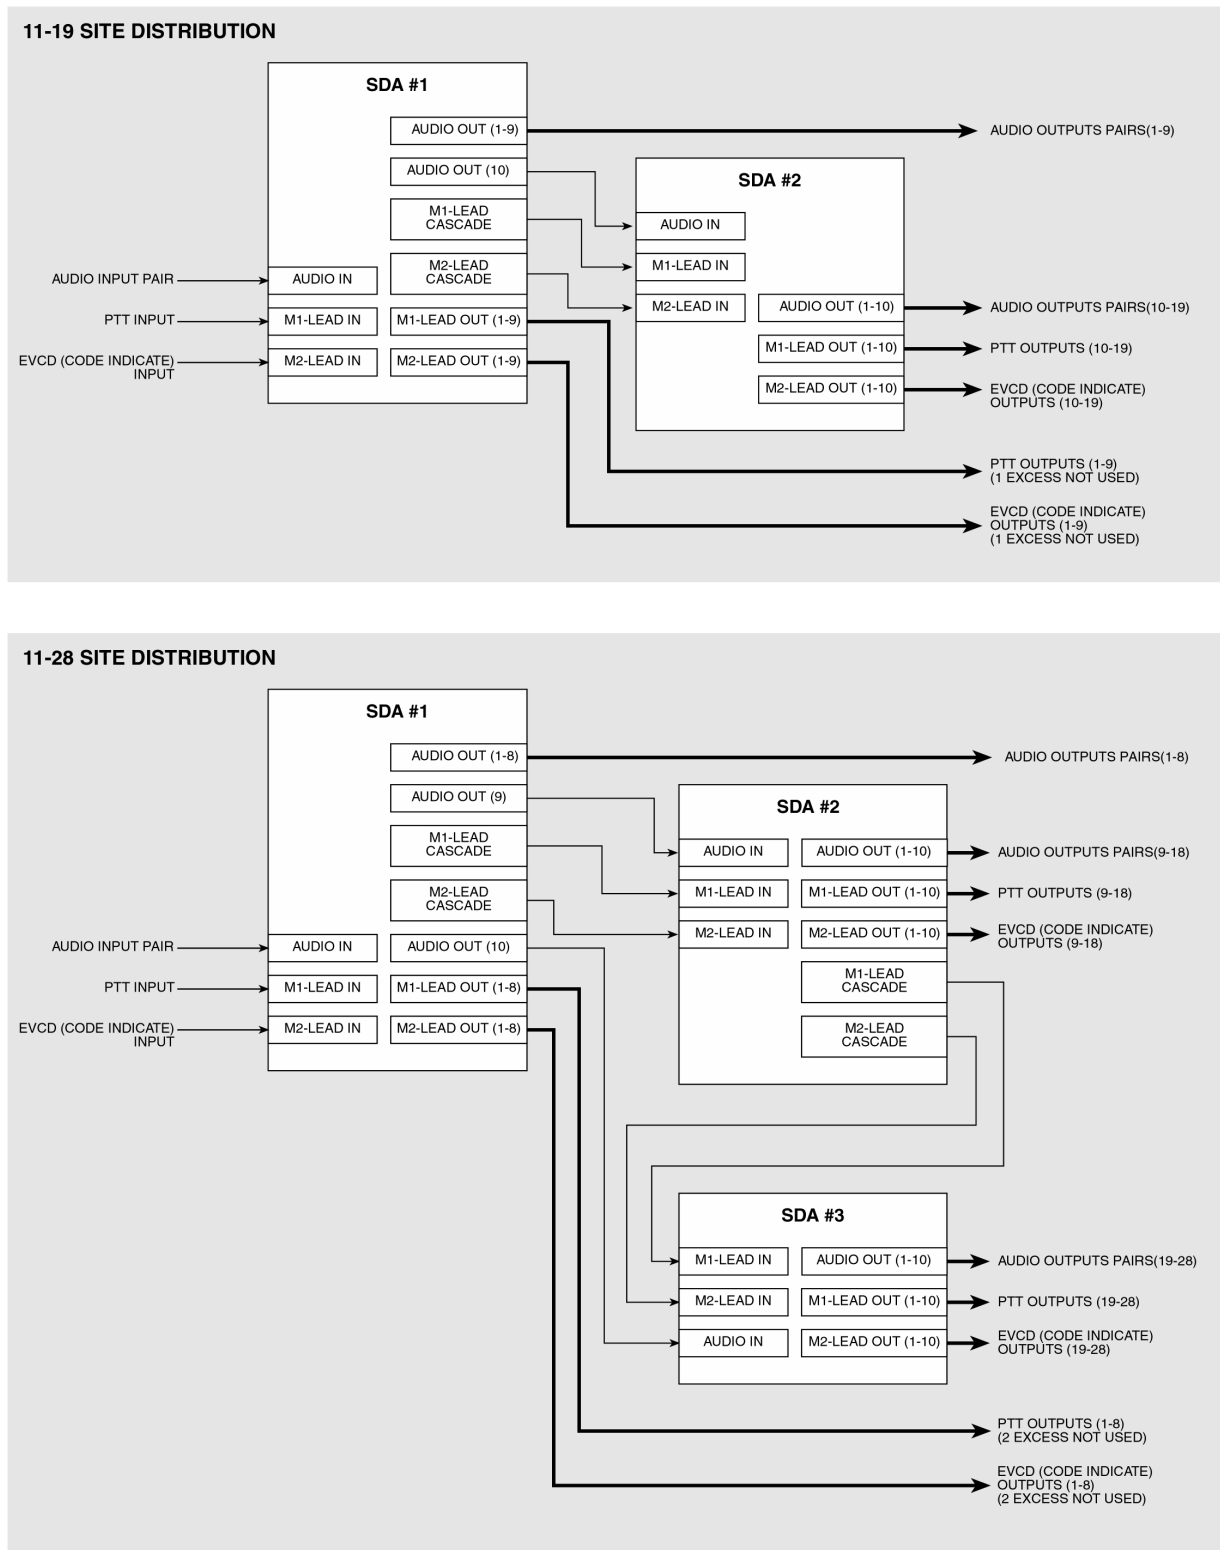 11-19 SITE DISTRIBUTION
SDA #1
AUDIO OUT (1-9)
AUDIO OUTPUTS PAIRS(1-9)
AUDIO OUT (10)
M1-LEAD
CASCADE
M2-LEAD
CASCADE
AUDIO INPUT PAIR
AUDIO IN
PTT INPUT
M1-LEAD IN
M1-LEAD OUT (1-9)
EVCD (CODE INDICATE)
INPUT
M2-LEAD IN
M2-LEAD OUT (1-9)
SDA #2
AUDIO IN
M1-LEAD IN
M2-LEAD IN
AUDIO OUT (1-10)
AUDIO OUTPUTS PAIRS(10-19)
M1-LEAD OUT (1-10)
PTT OUTPUTS (10-19)
M2-LEAD OUT (1-10)
EVCD (CODE INDICATE)
OUTPUTS (10-19)
PTT OUTPUTS (1-9)
(1 EXCESS NOT USED)
EVCD (CODE INDICATE)
OUTPUTS (1-9)
(1 EXCESS NOT USED)
11-28 SITE DISTRIBUTION
SDA #1
AUDIO OUT (1-8)
AUDIO OUTPUTS PAIRS(1-8)
AUDIO OUT (9)
M1-LEAD
CASCADE
M2-LEAD
CASCADE
AUDIO INPUT PAIR
AUDIO IN
AUDIO OUT (10)
PTT INPUT
M1-LEAD IN
M1-LEAD OUT (1-8)
EVCD (CODE INDICATE)
INPUT
M2-LEAD IN
M2-LEAD OUT (1-8)
SDA #2
AUDIO IN
AUDIO OUT (1-10)
AUDIO OUTPUTS PAIRS(9-18)
M1-LEAD IN
M1-LEAD OUT (1-10)
PTT OUTPUTS (9-18)
M2-LEAD IN
M2-LEAD OUT (1-10)
EVCD (CODE INDICATE)
OUTPUTS (9-18)
M1-LEAD
CASCADE
M2-LEAD
CASCADE
SDA #3
M1-LEAD IN
AUDIO OUT (1-10)
AUDIO OUTPUTS PAIRS(19-28)
M2-LEAD IN
M1-LEAD OUT (1-10)
PTT OUTPUTS (19-28)
AUDIO IN
M2-LEAD OUT (1-10)
EVCD (CODE INDICATE)
OUTPUTS (19-28)
PTT OUTPUTS (1-8)
(2 EXCESS NOT USED)
EVCD (CODE INDICATE)
OUTPUTS (1-8)
(2 EXCESS NOT USED)